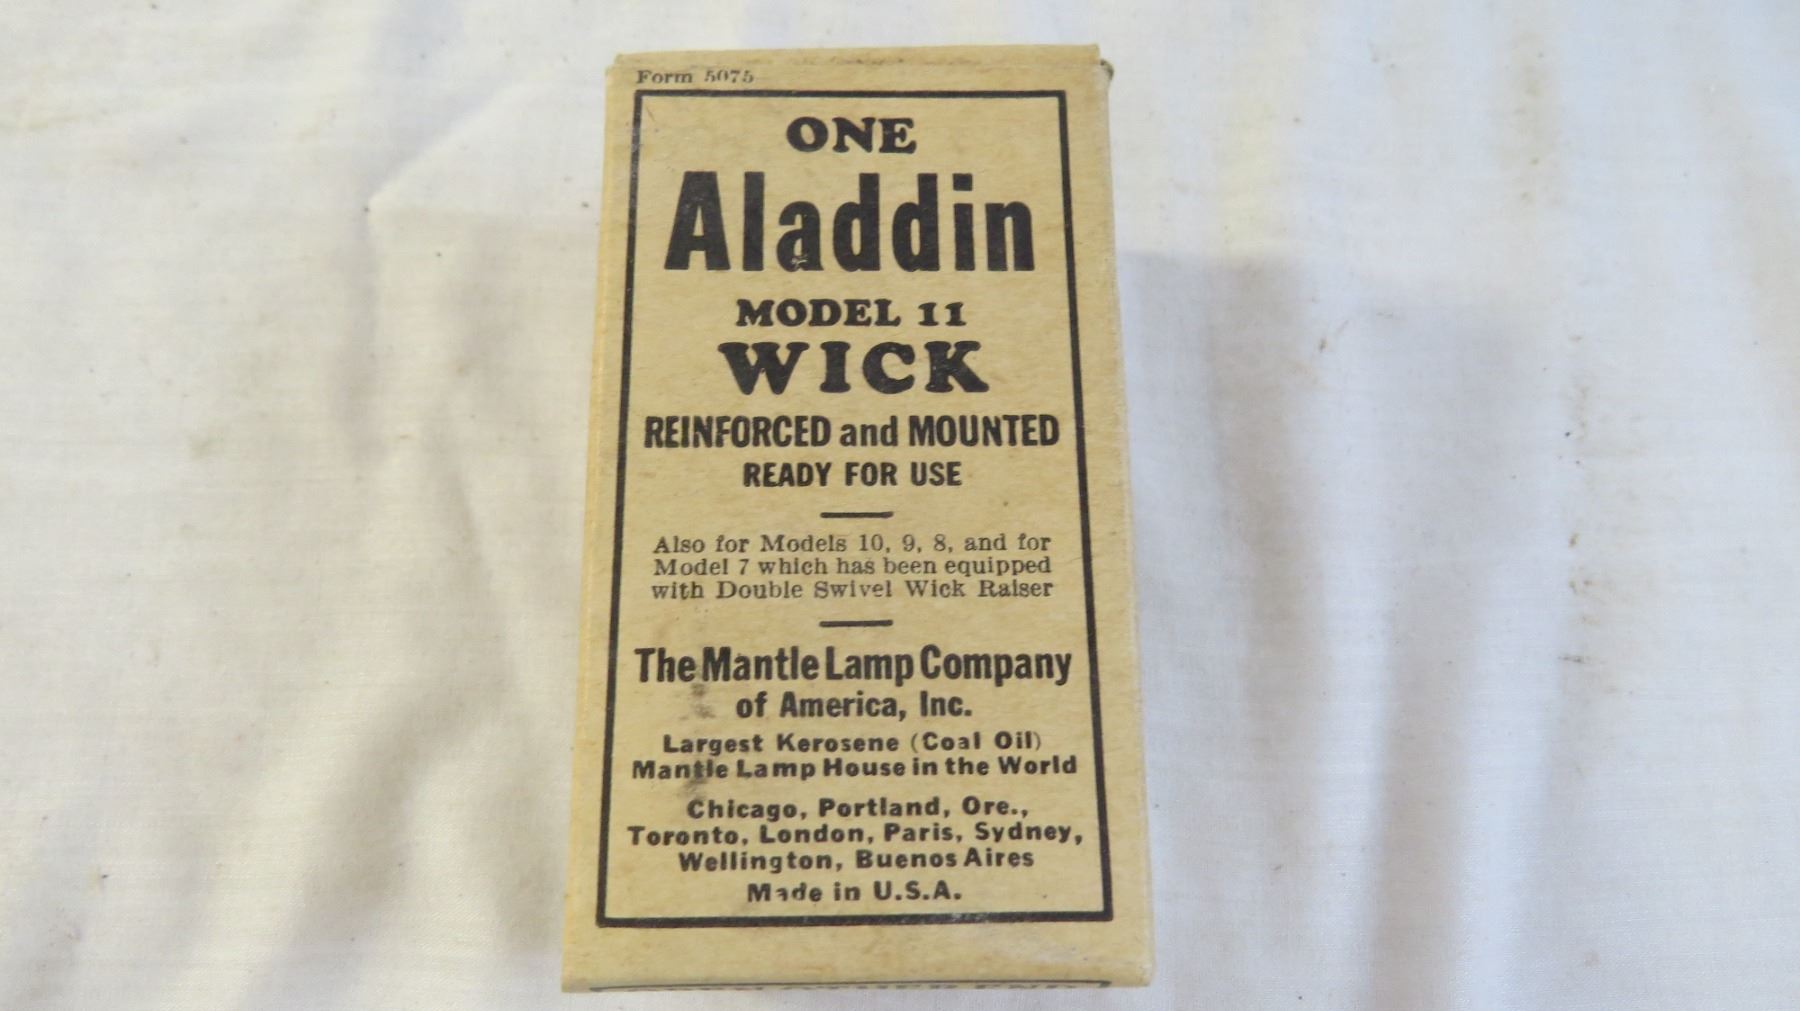 Form 5075
ONE
Aladdin
MODEL 11
WICK
REINFORCED and MOUNTED
READY FOR USE
Also for Models 10, 9, 8, and for
Model 7 which has been equipped
with Double Swivel Wick Raiser
The Mantle Lamp Company
of America, Inc.
Largest Kerosene (Coal Oil)
Mantle Lamp House in the World
Chicago, Portland, Ore.,
Toronto, London, Paris, Sydney,
Wellington, Buenos Aires
Made in U.S.A.